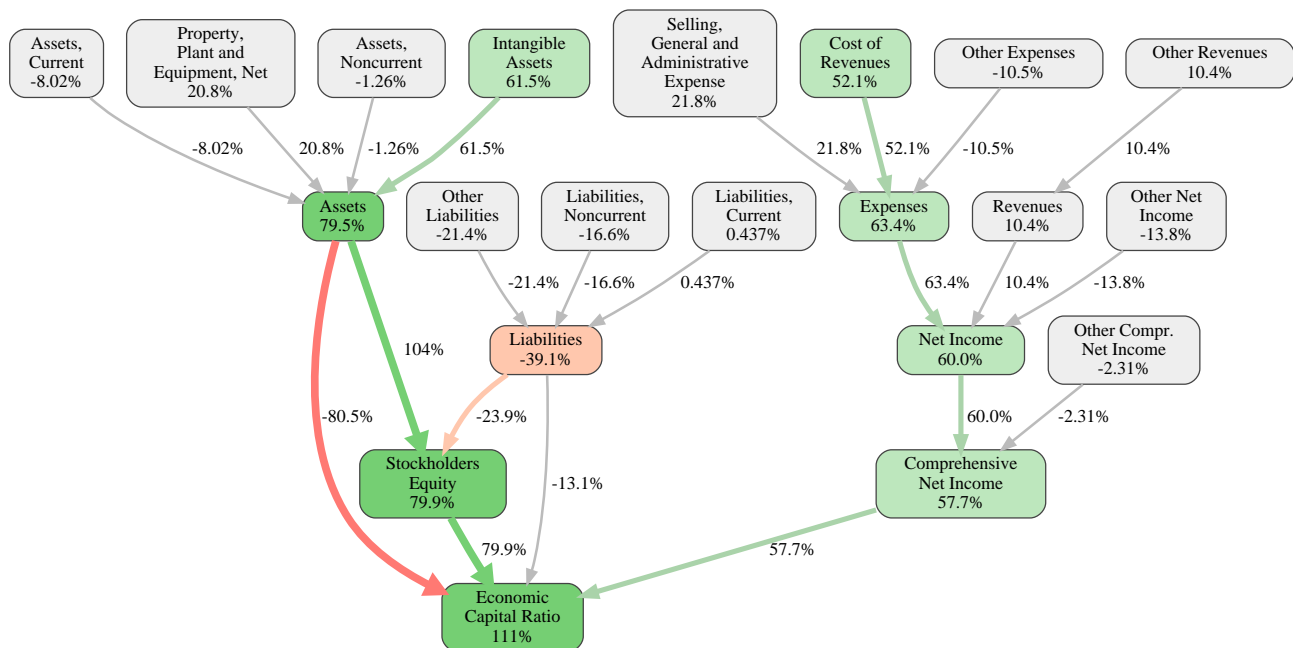 Assets,
Current
-8.02%
Property,
Plant and
Equipment, Net
20.8%
Assets,
Noncurrent
-1.26%
Intangible
Assets
61.5%
Selling,
General and
Administrative
Expense
21.8%
Cost of
Revenues
52.1%
Other Expenses
-10.5%
Other Revenues
10.4%
-8.02%
20.8%
-1.26%
61.5%
21.8%
52.1%
-10.5%
10.4%
Assets
79.5%
Other
Liabilities
-21.4%
Liabilities,
Noncurrent
-16.6%
Liabilities,
Current
0.437%
Expenses
63.4%
Revenues
10.4%
Other Net
Income
-13.8%
-21.4%
-16.6%
0.437%
63.4%
10.4%
-13.8%
104%
Liabilities
-39.1%
Net Income
60.0%
Other Compr.
Net Income
-2.31%
-80.5%
-23.9%
60.0%
-2.31%
Stockholders
Equity
79.9%
-13.1%
Comprehensive
Net Income
57.7%
79.9%
57.7%
Economic
Capital Ratio
111%